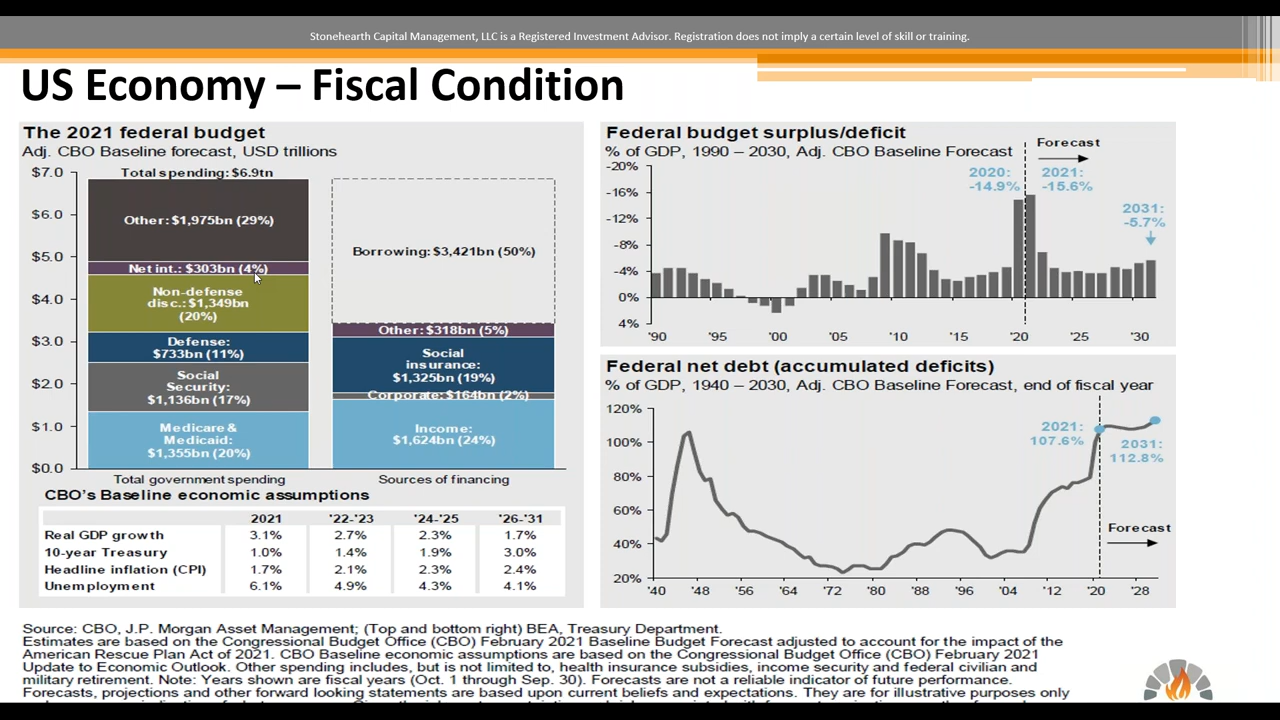 Stonehearth Capital Management, LLC is a Registered Investment Advisor. Registration does not imply a certain level of skill or training.
US Economy – Fiscal Condition
The 2021 federal budget
Adj. CBO Baseline forecast, USD trillions
$7.0
$6.0
$5.0
$4.0
$3.0
$2.0
$1.0
$0.0
Total spending: $6.9tn
Other: $1,975bn (29%)
Net int.: $303bn (4%)
Non-defense
disc.: $1,349bn
(20%)
Defense:
$733bn (11%)
Social
Security:
$1,136bn (17%)
Medicare &
Medicaid:
$1,355bn (20%)
Total government spending
Borrowing: $3,421bn (50%)
Other: $318bn (5%)
Social
insurance:
$1,325bn (19%)
Corporate: $164bn (2%)
Income:
$1,624bn (24%)
Sources of financing
CBO's Baseline economic assumptions
2021 '22-'23 '24-'25 '26-'31
Real GDP growth 3.1% 2.7% 2.3% 1.7%
10-year Treasury 1.0% 1.4% 1.9% 3.0%
Headline inflation (CPI) 1.7% 2.1% 2.3% 2.4%
Unemployment 6.1% 4.9% 4.3% 4.1%
Federal budget surplus/deficit
% of GDP, 1990 – 2030, Adj. CBO Baseline Forecast
Forecast
-20%
-16%
-12%
-8%
-4%
0%
4%
2020:
-14.9%
2021:
-15.6%
2031:
-5.7%
'90 '95 '00 '05 '10 '15 '20 '25 '30
Federal net debt (accumulated deficits)
% of GDP, 1940 – 2030, Adj. CBO Baseline Forecast, end of fiscal year
120%
100%
80%
60%
40%
20%
2021:
107.6%
2031:
112.8%
Forecast
'40 '48 '56 '64 '72 '80 '88 '96 '04 '12 '20 '28
Source: CBO, J.P. Morgan Asset Management; (Top and bottom right) BEA, Treasury Department.
Estimates are based on the Congressional Budget Office (CBO) February 2021 Baseline Budget Forecast adjusted to account for the impact of the
American Rescue Plan Act of 2021. CBO Baseline economic assumptions are based on the Congressional Budget Office (CBO) February 2021
Update to Economic Outlook. Other spending includes, but is not limited to, health insurance subsidies, income security and federal civilian and
military retirement. Note: Years shown are fiscal years (Oct. 1 through Sep. 30). Forecasts are not a reliable indicator of future performance.
Forecasts, projections and other forward looking statements are based upon current beliefs and expectations. They are for illustrative purposes only